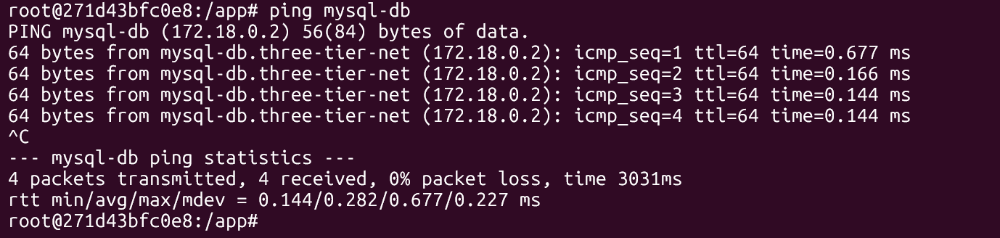 root@271d43bfc0e8:/app# ping mysql-db
PING mysql-db (172.18.0.2) 56(84) bytes of data.
64 bytes from mysql-db.three-tier-net (172.18.0.2): icmp_seq=1 ttl=64 time=0.677 ms
64 bytes from mysql-db.three-tier-net (172.18.0.2): icmp_seq=2 ttl=64 time=0.166 ms
64 bytes from mysql-db.three-tier-net (172.18.0.2): icmp_seq=3 ttl=64 time=0.144 ms
64 bytes from mysql-db.three-tier-net (172.18.0.2): icmp_seq=4 ttl=64 time=0.144 ms
^C
--- mysql-db ping statistics ---
4 packets transmitted, 4 received, 0% packet loss, time 3031ms
rtt min/avg/max/mdev = 0.144/0.282/0.677/0.227 ms
root@271d43bfc0e8:/app#